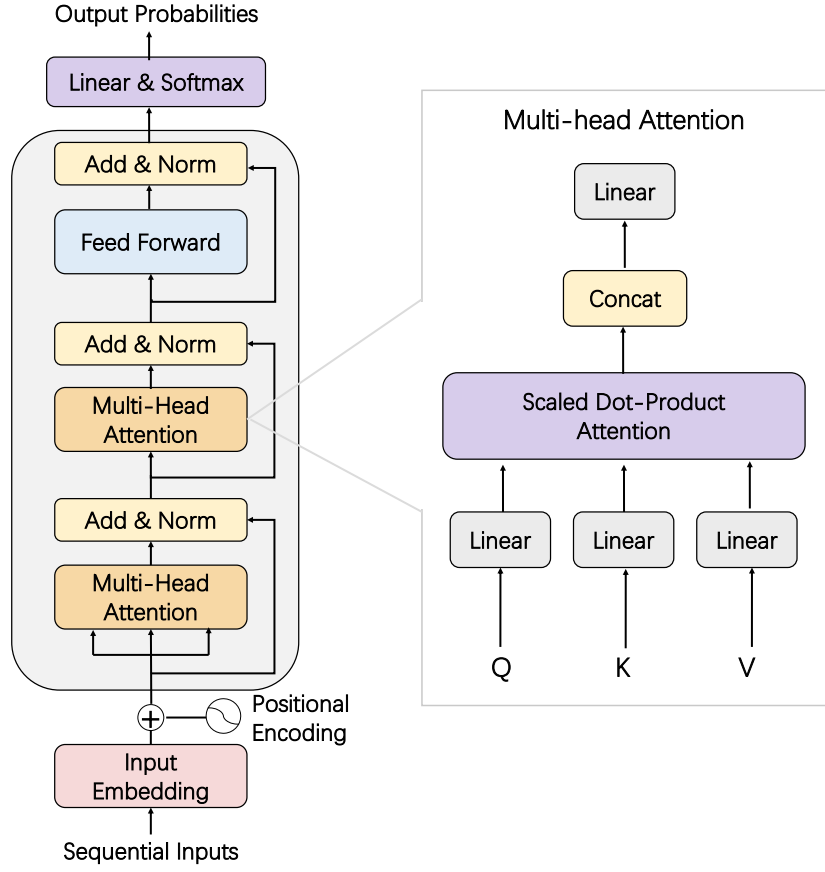 Output Probabilities
Linear & Softmax
Add & Norm
Feed Forward
Add & Norm
Multi-Head
Attention
Add & Norm
Multi-Head
Attention
Positional
Encoding
Input
Embedding
Sequential Inputs
Multi-head Attention
Linear
Concat
Scaled Dot-Product
Attention
Linear
Linear
Linear
Q
K
V